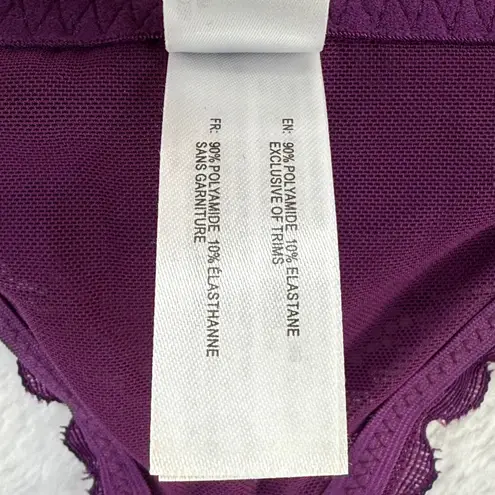 EN: 90% POLYAMIDE 10% ELASTANE
EXCLUSIVE OF TRIMS
FR: 90% POLYAMIDE 10% ÉLASTHANNE
SANS GARNITURE